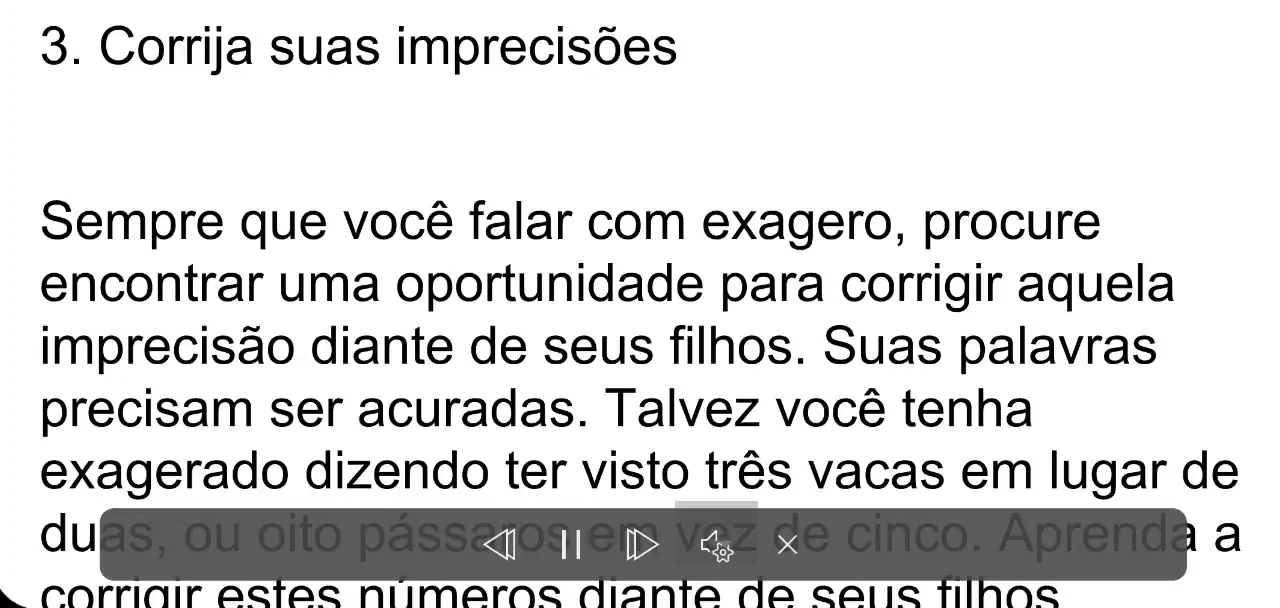 3. Corrija suas imprecisões
Sempre que você falar com exagero, procure
encontrar uma oportunidade para corrigir aquela
imprecisão diante de seus filhos. Suas palavras
precisam ser acuradas. Talvez você tenha
exagerado dizendo ter visto três vacas em lugar de
duas, ou oito pássaros em vez de cinco. Aprenda a
corrigir estes números diante de seus filhos